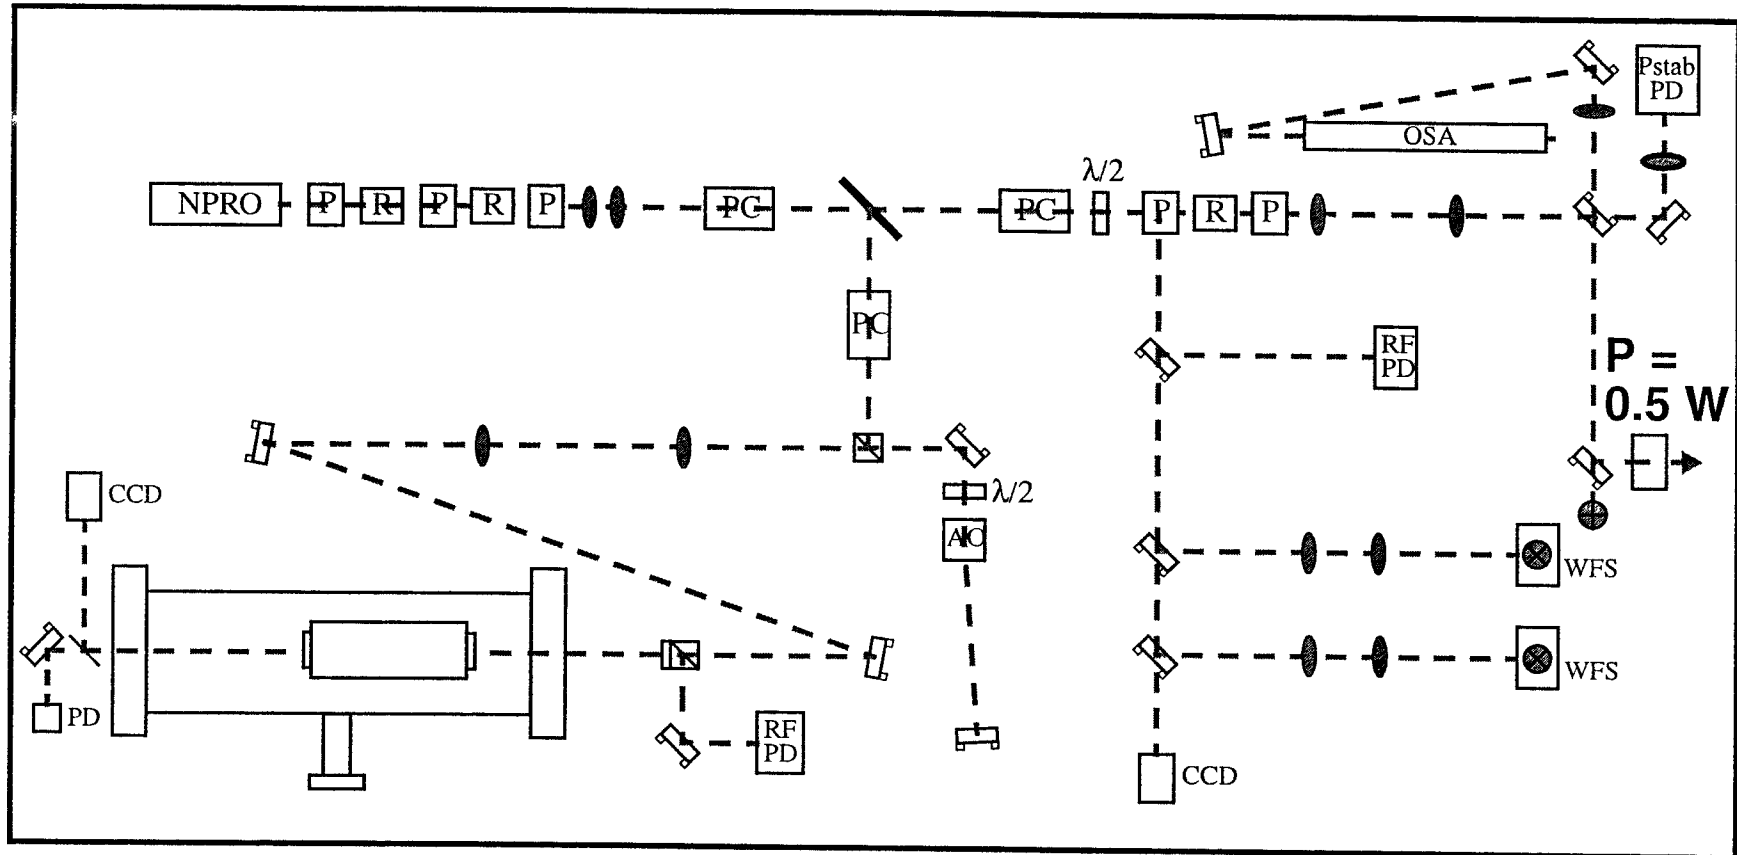 Pstab
PD
OSA
λ/2
NPRO
P
R
P
R
P
PC
PC
P
R
P
PC
RF
PD
P =
0.5 W
CCD
λ/2
AO
WFS
WFS
PD
RF
PD
CCD